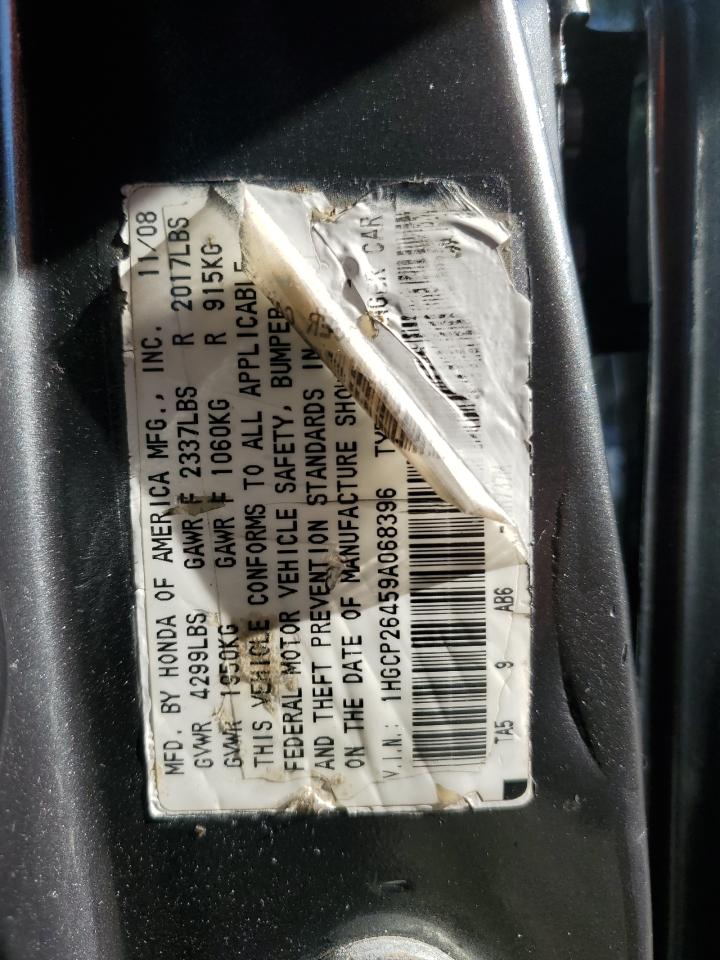 MFD. BY HONDA OF AMERICA MFG., INC. 11/08
GVWR 4299LBS GAWR F 2337LBS R 2017LBS
GVWR 1950KG GAWR F 1060KG R 915KG
THIS VEHICLE CONFORMS TO ALL APPLICABLE
FEDERAL MOTOR VEHICLE SAFETY, BUMPER
AND THEFT PREVENTION STANDARDS IN
ON THE DATE OF MANUFACTURE SHO
V.I.N.: 1HGCP26459A068396 TY CAR
TA5 9 AB6